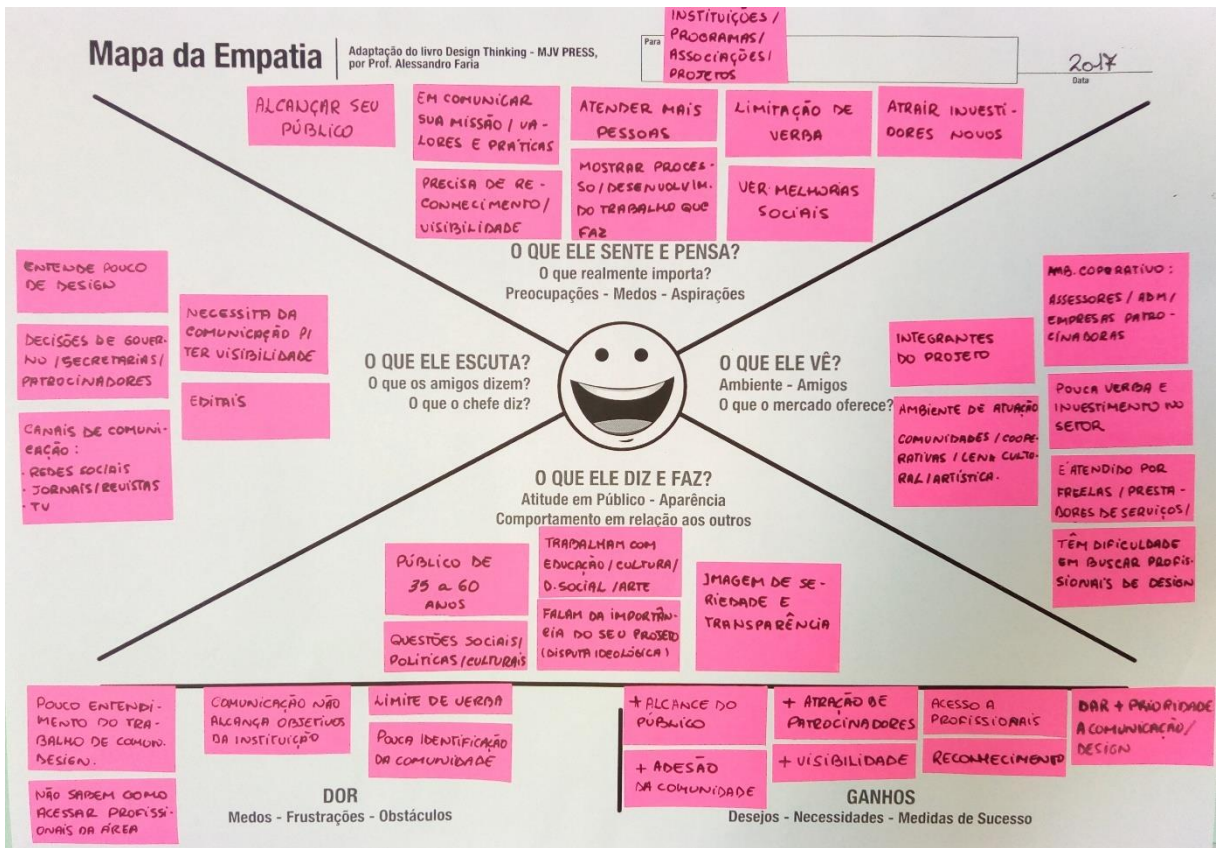 Mapa da Empatia
Adaptação do livro Design Thinking - MJV PRESS,
por Prof. Alessandro Faria
Para
INSTITUIÇÕES /
PROGRAMAS/
ASSOCIAÇÕES/
PROJETOS
2017
Data
ALCANÇAR SEU
PÚBLICO
EM COMUNICAR
SUA MISSÃO / VA-
LORES E PRÁTICAS
ATENDER MAIS
PESSOAS
LIMITAÇÃO DE
VERBA
ATRAIR INVESTI-
DORES NOVOS
PRECISA DE RE-
CONHECIMENTO/
VISIBILIDADE
MOSTRAR PROCES-
SO/DESENVOLVIM.
DO TRABALHO QUE
FAZ
VER MELHORIAS
SOCIAIS
O QUE ELE SENTE E PENSA?
O que realmente importa?
Preocupações - Medos - Aspirações
ENTENDE POUCO
DE DESIGN
DECISÕES DE GOVER-
NO /SECRETARIAS/
PATROCINADORES
CANAIS DE COMUNI-
CAÇÃO :
· REDES SOCIAIS
· JORNAIS/REVISTAS
· TV
NECESSITA DA
COMUNICAÇÃO P/
TER VISIBILIDADE
EDITAIS
O QUE ELE ESCUTA?
O que os amigos dizem?
O que o chefe diz?
O QUE ELE VÊ?
Ambiente - Amigos
O que o mercado oferece?
INTEGRANTES
DO PROJETO
AMBIENTE DE ATUAÇÃO
COMUNIDADES / COOPE-
RATIVAS / CENA CULTU-
RAL/ARTÍSTICA.
AMB. COPORATIVO :
ASSESSORES / ADM/
EMPRESAS PATRO-
CINADORAS
POUCA VERBA E
INVESTIMENTO NO
SETOR
É ATENDIDO POR
FREELAS / PRESTA-
DORES DE SERVIÇOS/
TÊM DIFICULDADE
EM BUSCAR PROFIS-
SIONAIS DE DESIGN
O QUE ELE DIZ E FAZ?
Atitude em Público - Aparência
Comportamento em relação aos outros
PÚBLICO DE
35 a 60
ANOS
QUESTÕES SOCIAIS/
POLÍTICAS /CULTURAIS
TRABALHAM COM
EDUCAÇÃO / CULTURA/
D. SOCIAL /ARTE
FALAM DA IMPORTÂN-
CIA DO SEU PROJETO
(DISPUTA IDEOLÓGICA)
IMAGEM DE SE-
RIEDADE E
TRANSPARÊNCIA
POUCO ENTENDI-
MENTO DO TRA-
BALHO DE COMUN.
DESIGN.
NÃO SABEM COMO
ACESSAR PROFISSI-
ONAIS DA ÁREA
COMUNICAÇÃO NÃO
ALCANÇA OBJETIVOS
DA INSTITUIÇÃO
LIMITE DE VERBA
POUCA IDENTIFICAÇÃO
DA COMUNIDADE
DOR
Medos - Frustrações - Obstáculos
+ ALCANCE DO
PÚBLICO
+ ADESÃO
DA COMUNIDADE
+ ATRAÇÃO DE
PATROCINADORES
+ VISIBILIDADE
ACESSO A
PROFISSIONAIS
RECONHECIMENTO
DAR + PRIORIDADE
A COMUNICAÇÃO/
DESIGN
GANHOS
Desejos - Necessidades - Medidas de Sucesso